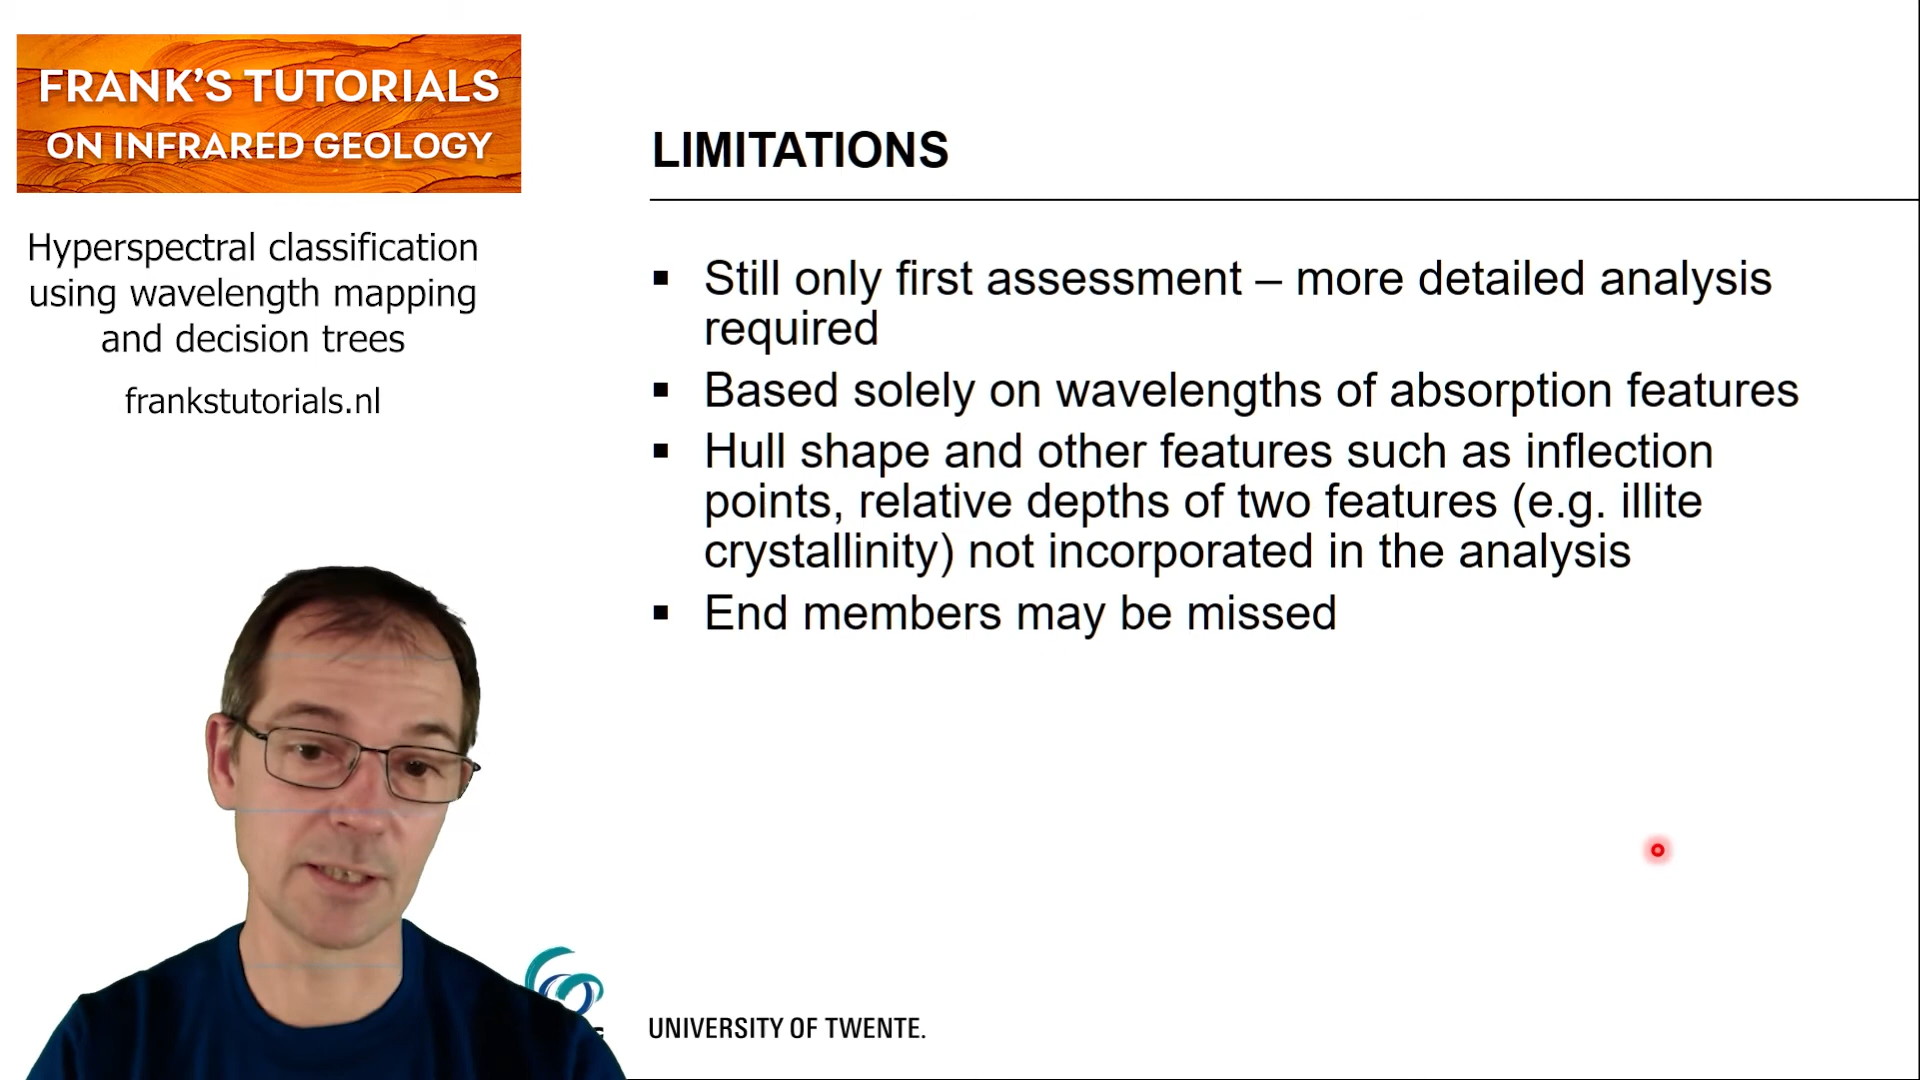 FRANK'S TUTORIALS
ON INFRARED GEOLOGY
Hyperspectral classification
using wavelength mapping
and decision trees
frankstutorials.nl
LIMITATIONS
▪ Still only first assessment – more detailed analysis
required
▪ Based solely on wavelengths of absorption features
▪ Hull shape and other features such as inflection
points, relative depths of two features (e.g. illite
crystallinity) not incorporated in the analysis
▪ End members may be missed
UNIVERSITY OF TWENTE.